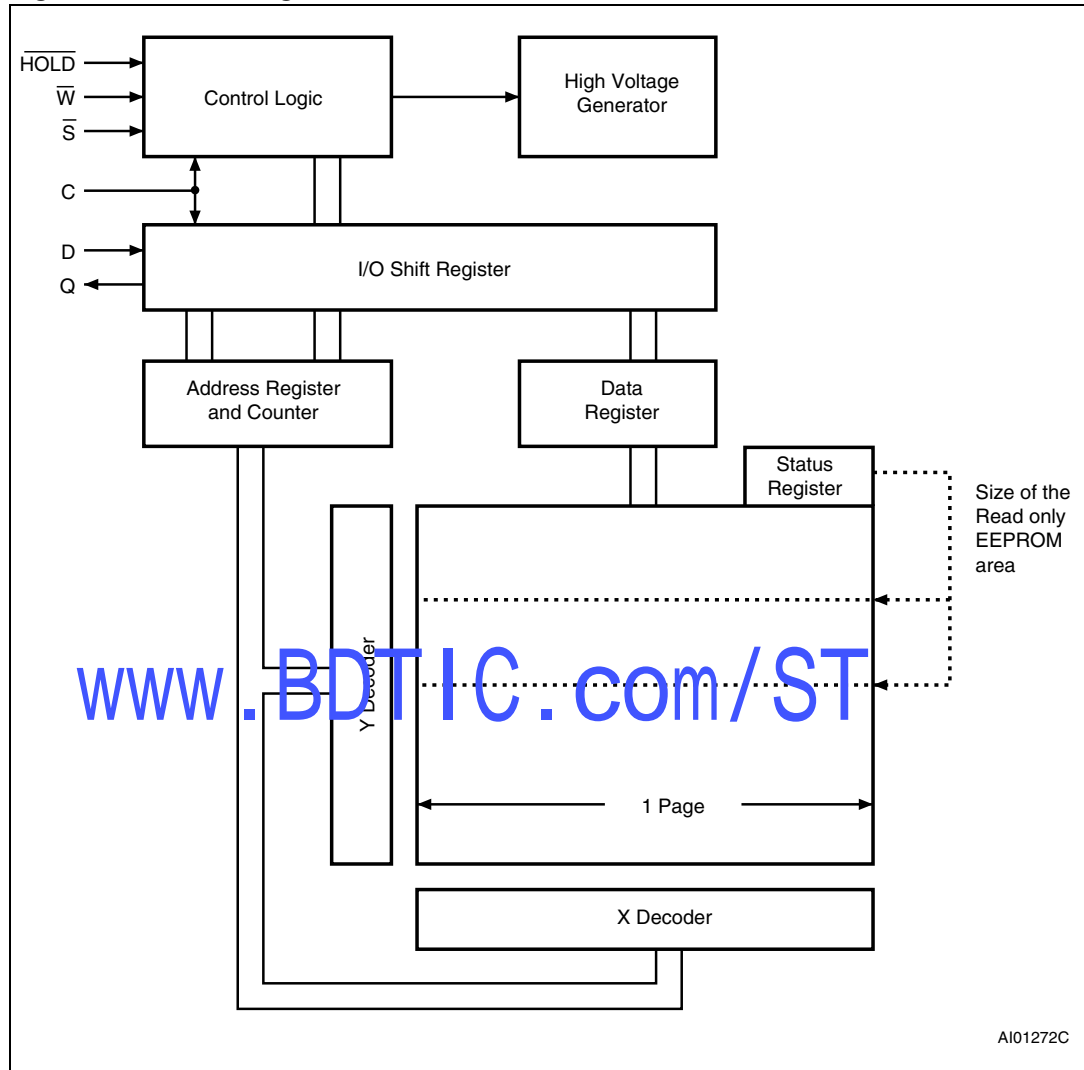 HOLD
W
S
C
D
Q
Control Logic
High Voltage
Generator
I/O Shift Register
Address Register
and Counter
Data
Register
Status
Register
Size of the
Read only
EEPROM
area
Y Decoder
www.BDTIC.com/ST
1 Page
X Decoder
AI01272C